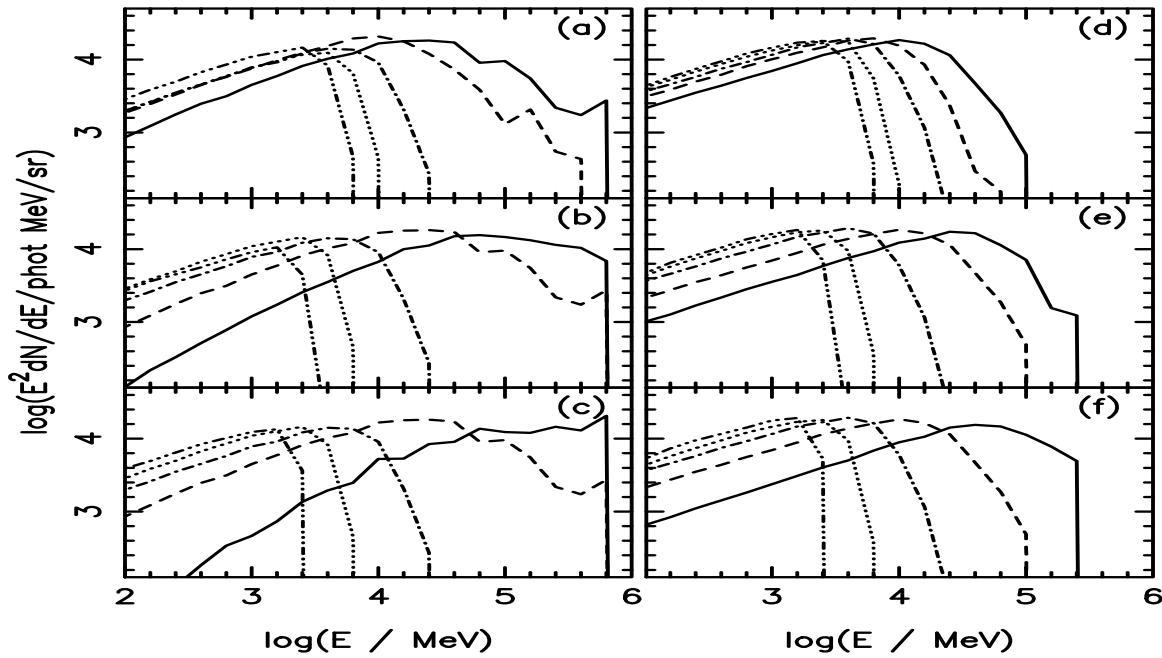 (a)
(d)
4
3
(b)
(e)
4
3
(c)
(f)
4
3
log(E²dN/dE/phot MeV/sr)
2 3 4 5 6 3 4 5 6
log(E / MeV) log(E / MeV)